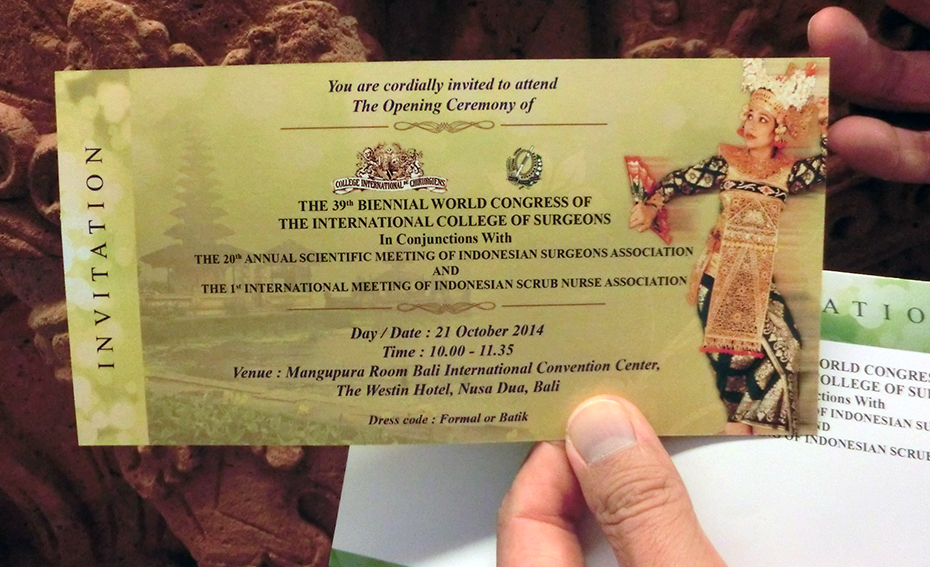 INVITATION
You are cordially invited to attend
The Opening Ceremony of
COLLEGE INTERNATIONAL DE CHIRURGIENS
THE 39th BIENNIAL WORLD CONGRESS OF
THE INTERNATIONAL COLLEGE OF SURGEONS
In Conjunctions With
THE 20th ANNUAL SCIENTIFIC MEETING OF INDONESIAN SURGEONS ASSOCIATION
AND
THE 1st INTERNATIONAL MEETING OF INDONESIAN SCRUB NURSE ASSOCIATION
Day / Date : 21 October 2014
Time : 10.00 - 11.35
Venue : Mangupura Room Bali International Convention Center,
The Westin Hotel, Nusa Dua, Bali
Dress code : Formal or Batik
ATIO
ORLD CONGRES
COLLEGE OF SU
ctions With
OF INDONESIAN SU
ND
OF INDONESIAN SCRUB